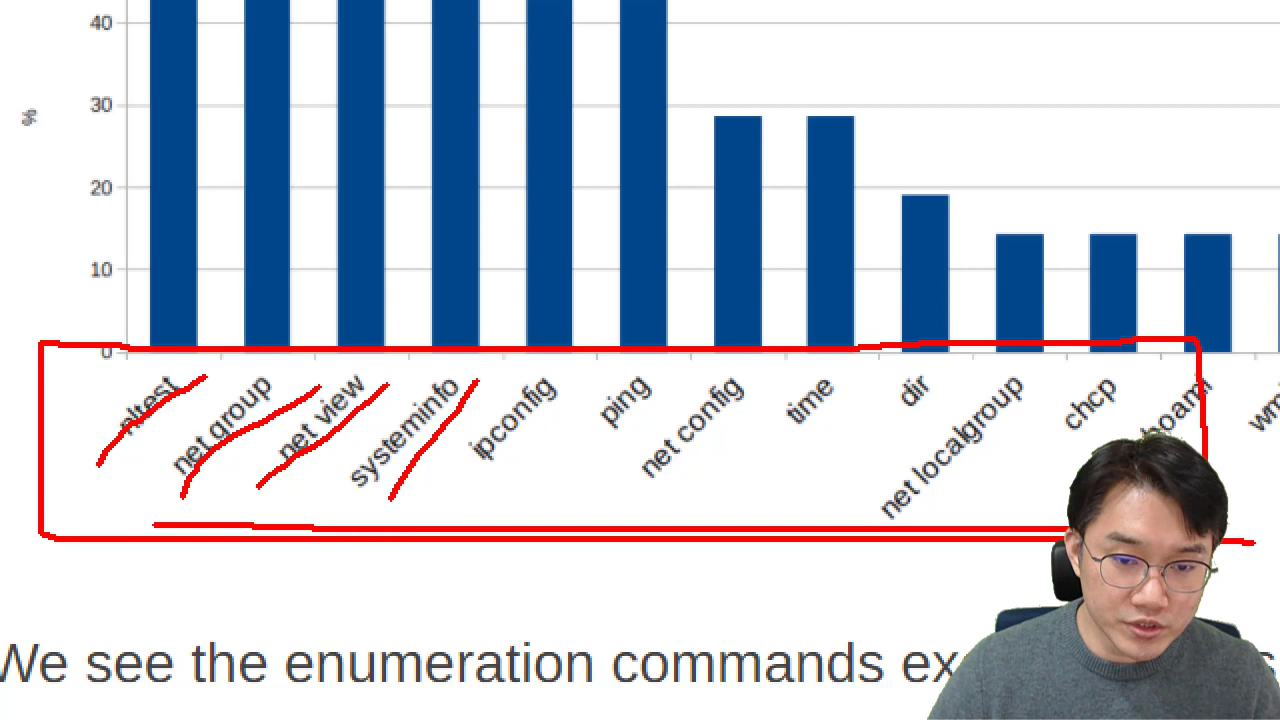 40
%
30
20
10
0
nltest
net group
net view
systeminfo
ipconfig
ping
net config
time
dir
net localgroup
chcp
We see the enumeration commands